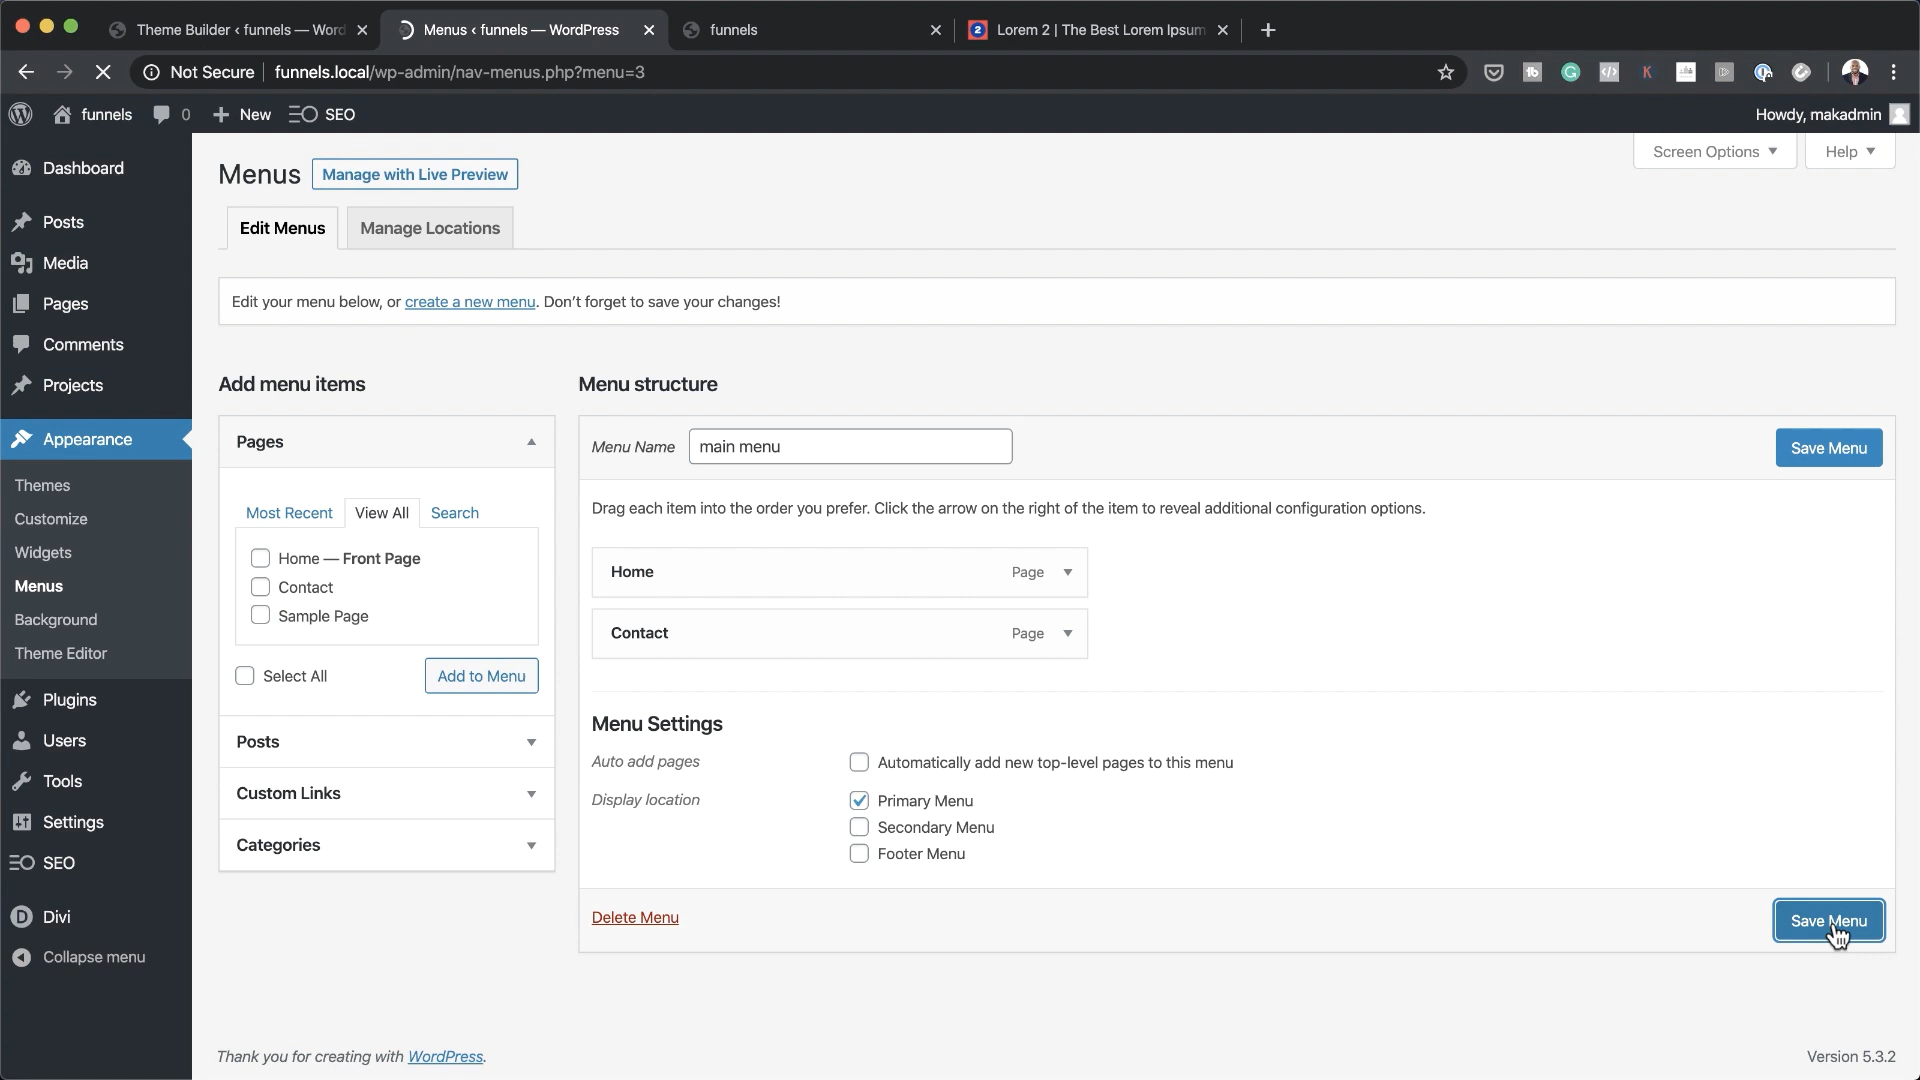 Theme Builder ‹ funnels — Word
Menus ‹ funnels — WordPress
funnels
Lorem 2 | The Best Lorem Ipsum
Not Secure
funnels.local/wp-admin/nav-menus.php?menu=3
funnels
0
New
SEO
Howdy, makadmin
Dashboard
Posts
Media
Pages
Comments
Projects
Appearance
Themes
Customize
Widgets
Menus
Background
Theme Editor
Plugins
Users
Tools
Settings
SEO
Divi
Collapse menu
Screen Options
Help
Menus
Manage with Live Preview
Edit Menus
Manage Locations
Edit your menu below, or create a new menu. Don’t forget to save your changes!
Add menu items
Pages
Most Recent
View All
Search
Home — Front Page
Contact
Sample Page
Select All
Add to Menu
Posts
Custom Links
Categories
Menu structure
Menu Name
main menu
Save Menu
Drag each item into the order you prefer. Click the arrow on the right of the item to reveal additional configuration options.
Home
Page
Contact
Page
Menu Settings
Auto add pages
Automatically add new top-level pages to this menu
Display location
Primary Menu
Secondary Menu
Footer Menu
Delete Menu
Save Menu
Thank you for creating with WordPress.
Version 5.3.2